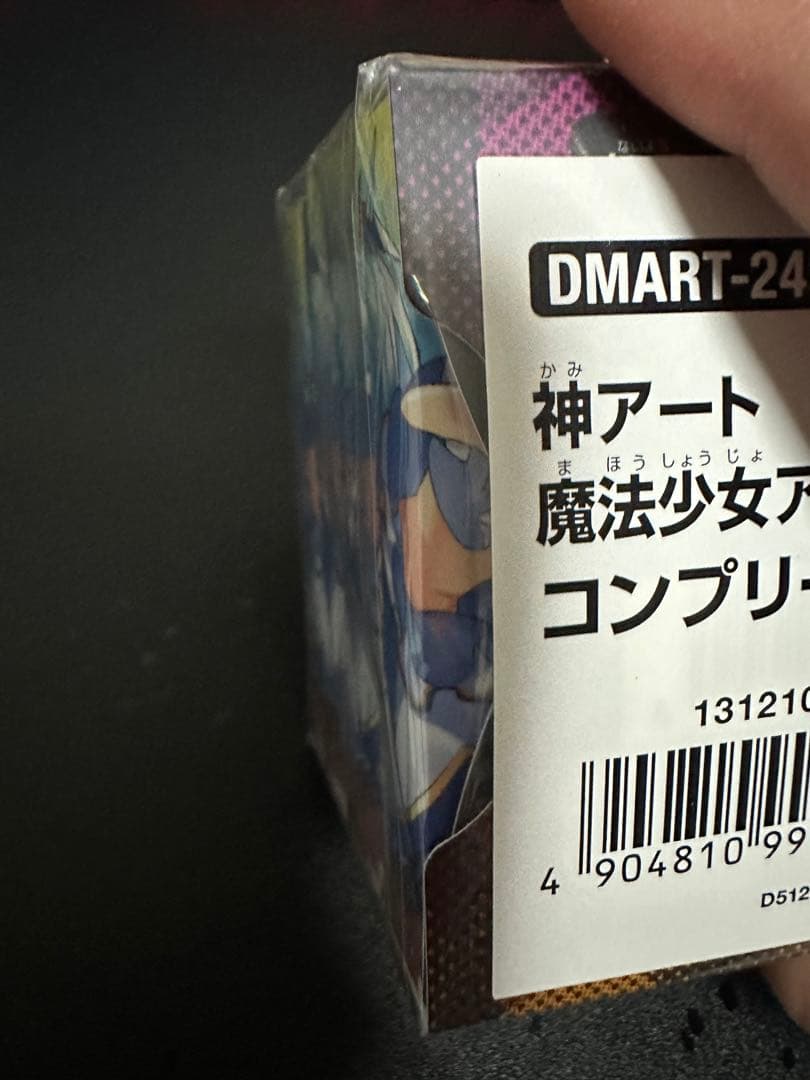 DMART-24
かみ
神アート
まほうしょうじょ
魔法少女ア
コンプリー
131210
4 904810 99
D512